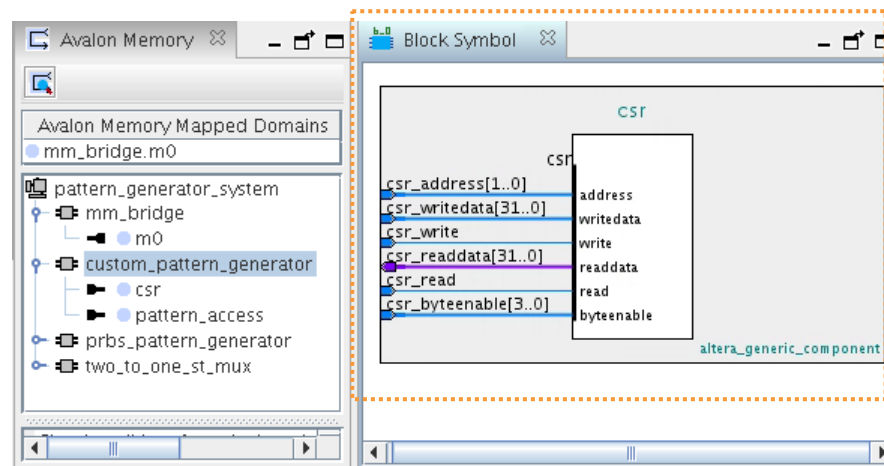 Avalon Memory
Avalon Memory Mapped Domains
mm_bridge.m0
pattern_generator_system
mm_bridge
m0
custom_pattern_generator
csr
pattern_access
prbs_pattern_generator
two_to_one_st_mux
Block Symbol
csr
csr
csr_address[1..0]
address
csr_writedata[31..0]
writedata
csr_write
write
csr_readdata[31..0]
readdata
csr_read
read
csr_byteenable[3..0]
byteenable
altera_generic_component